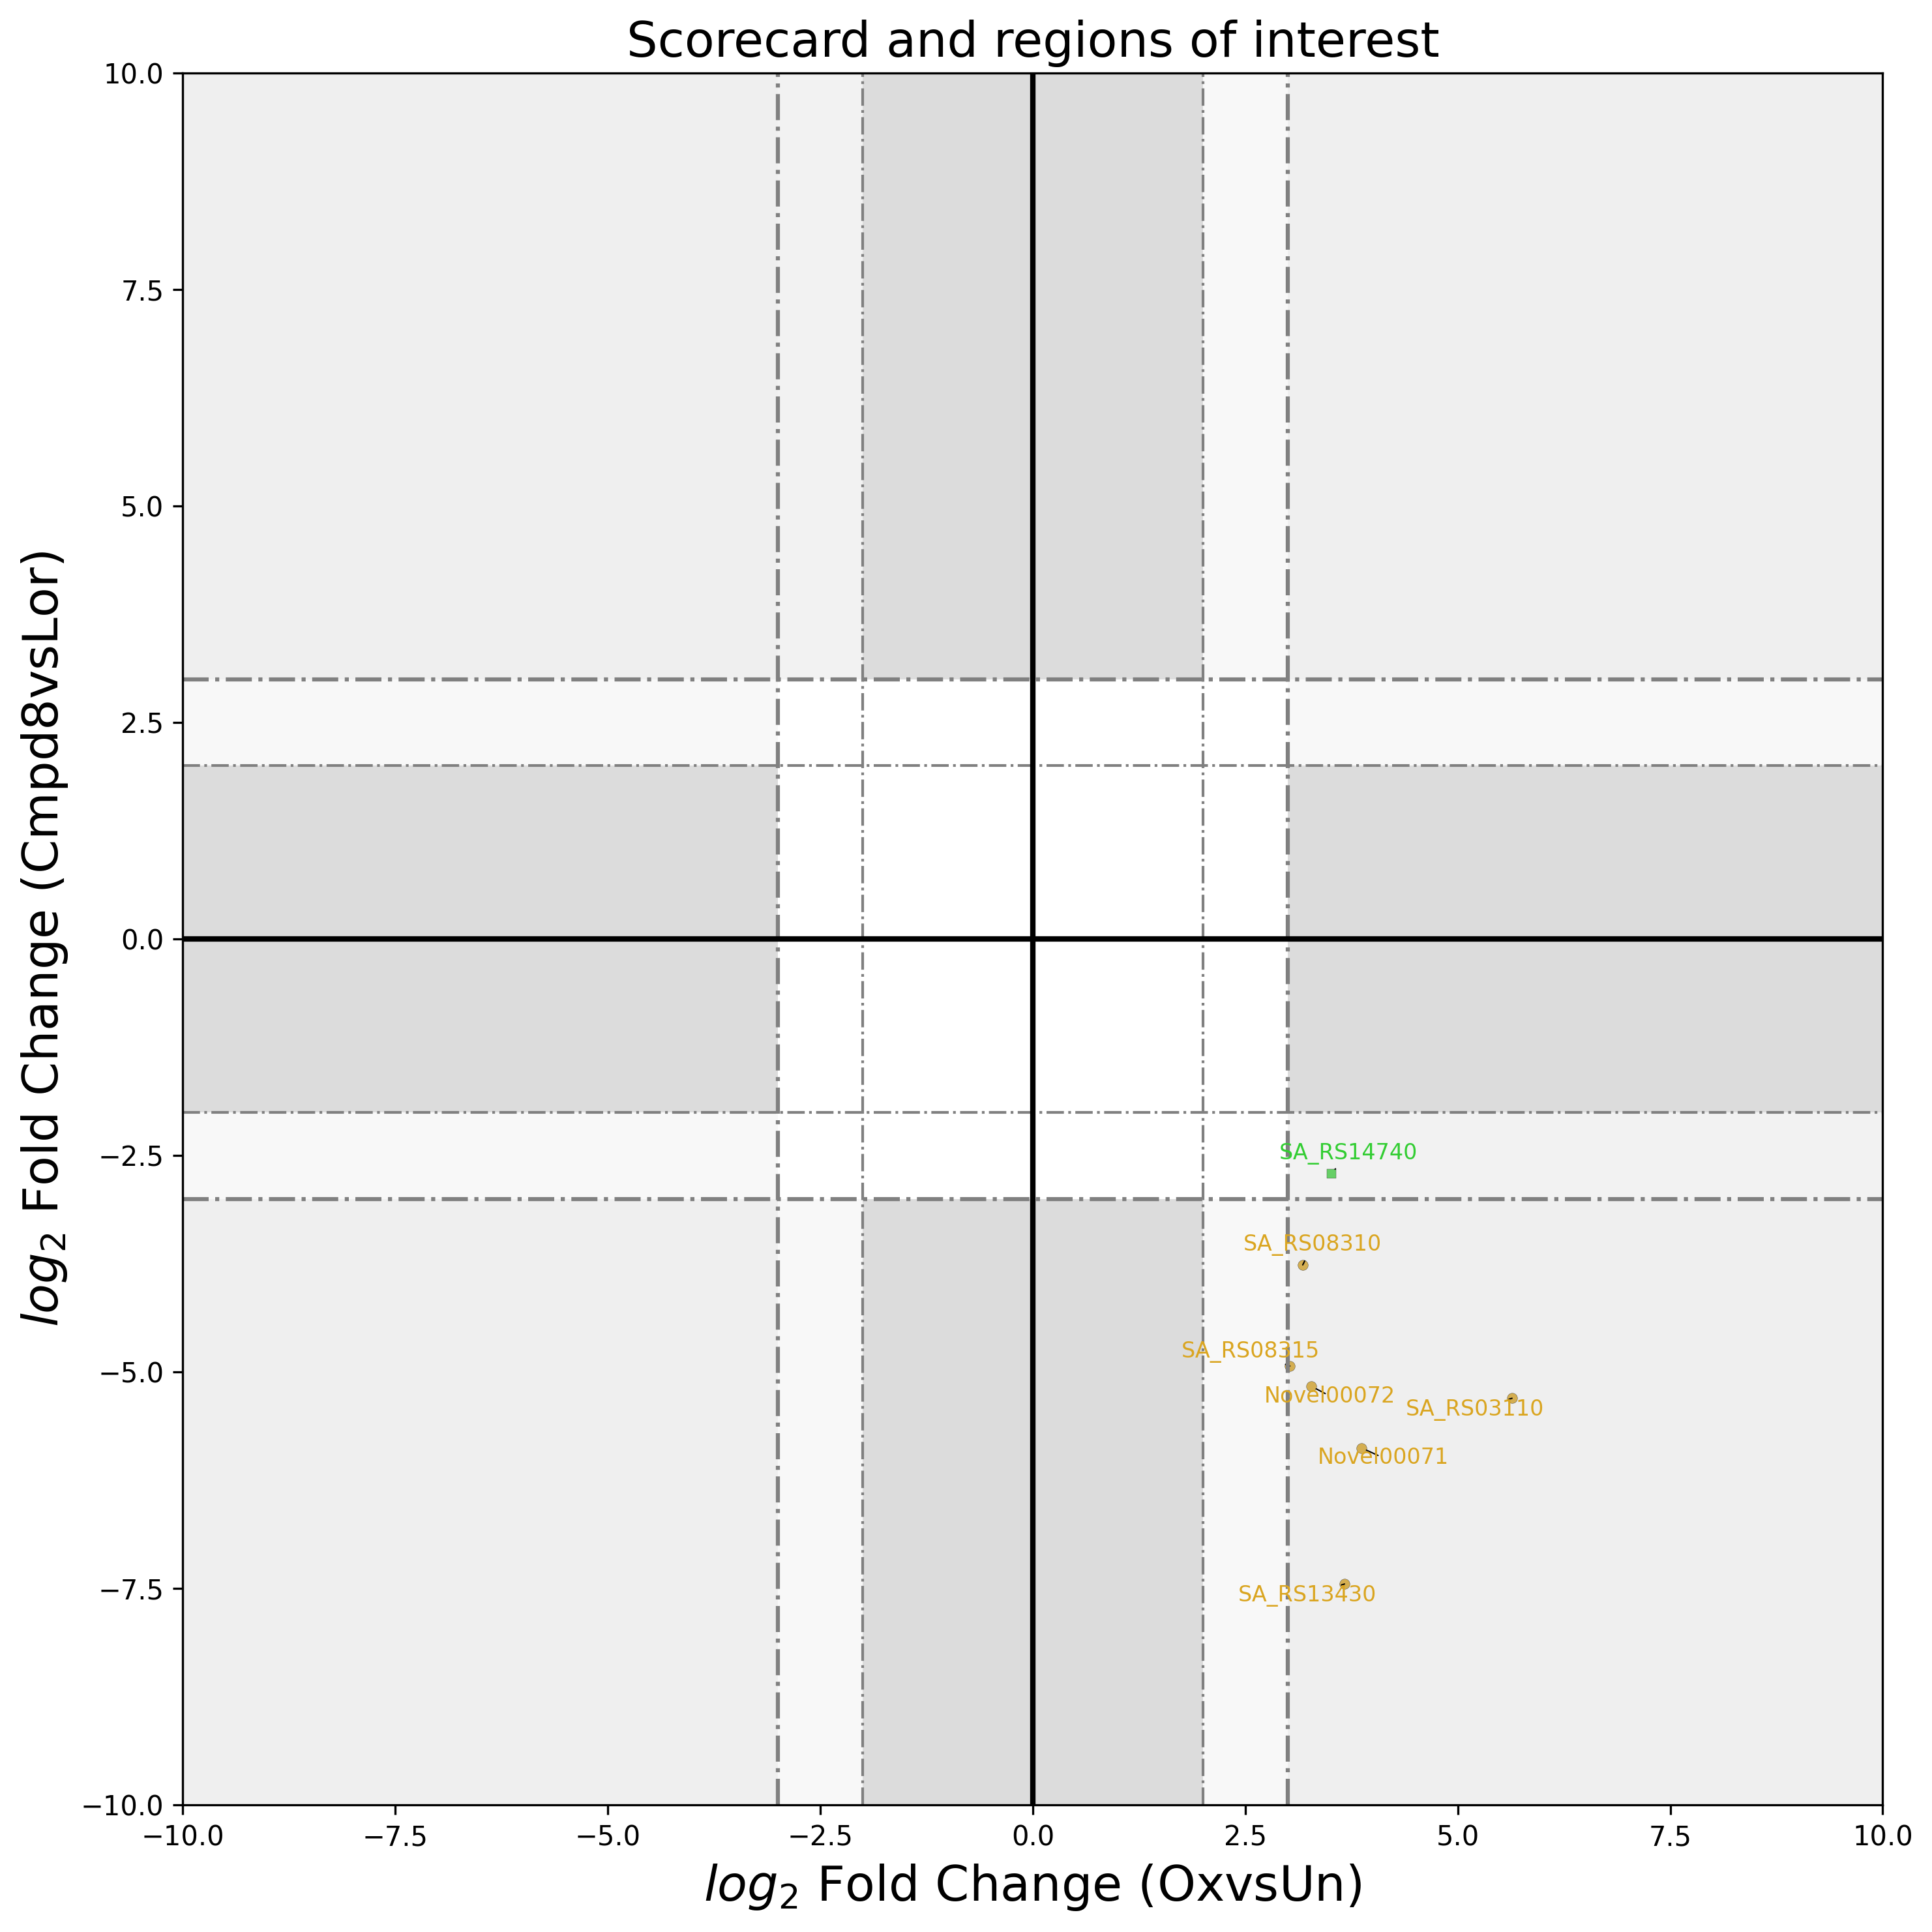 Scorecard and regions of interest
log2 Fold Change (Cmpd8vsLor)
10.0
7.5
5.0
2.5
0.0
−2.5
−5.0
−7.5
−10.0
SA_RS14740
SA_RS08310
SA_RS08315
Novel00072
SA_RS03110
Novel00071
SA_RS13430
−10.0 −7.5 −5.0 −2.5 0.0 2.5 5.0 7.5 10.0
log2 Fold Change (OxvsUn)